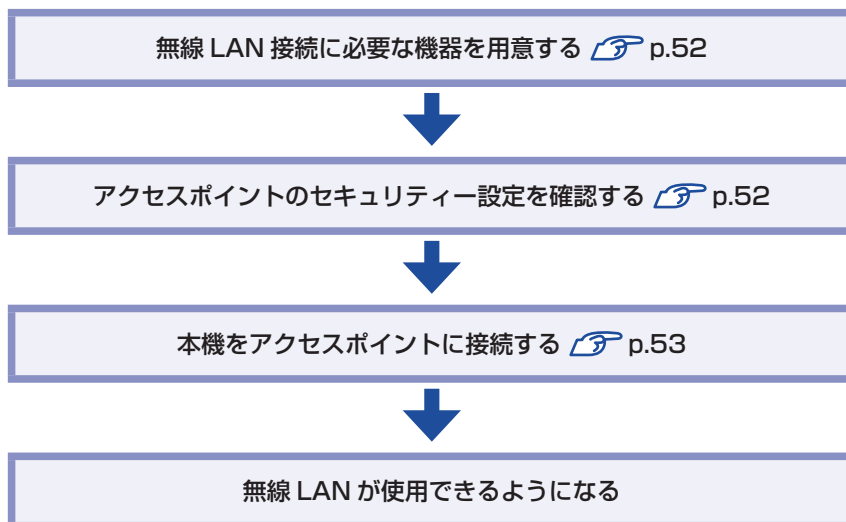 無線 LAN 接続に必要な機器を用意する p.52
アクセスポイントのセキュリティー設定を確認する p.52
本機をアクセスポイントに接続する p.53
無線 LAN が使用できるようになる